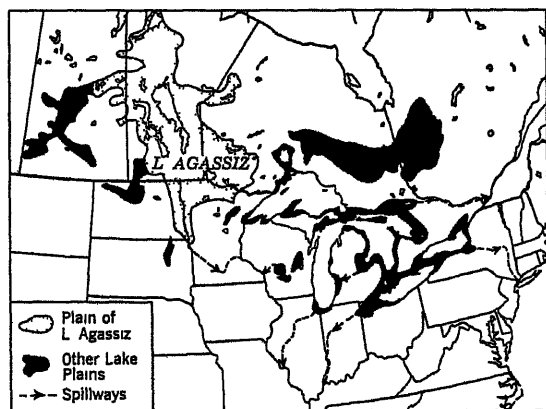 L AGASSIZ
Plain of
L Agassiz
Other Lake
Plains
Spillways